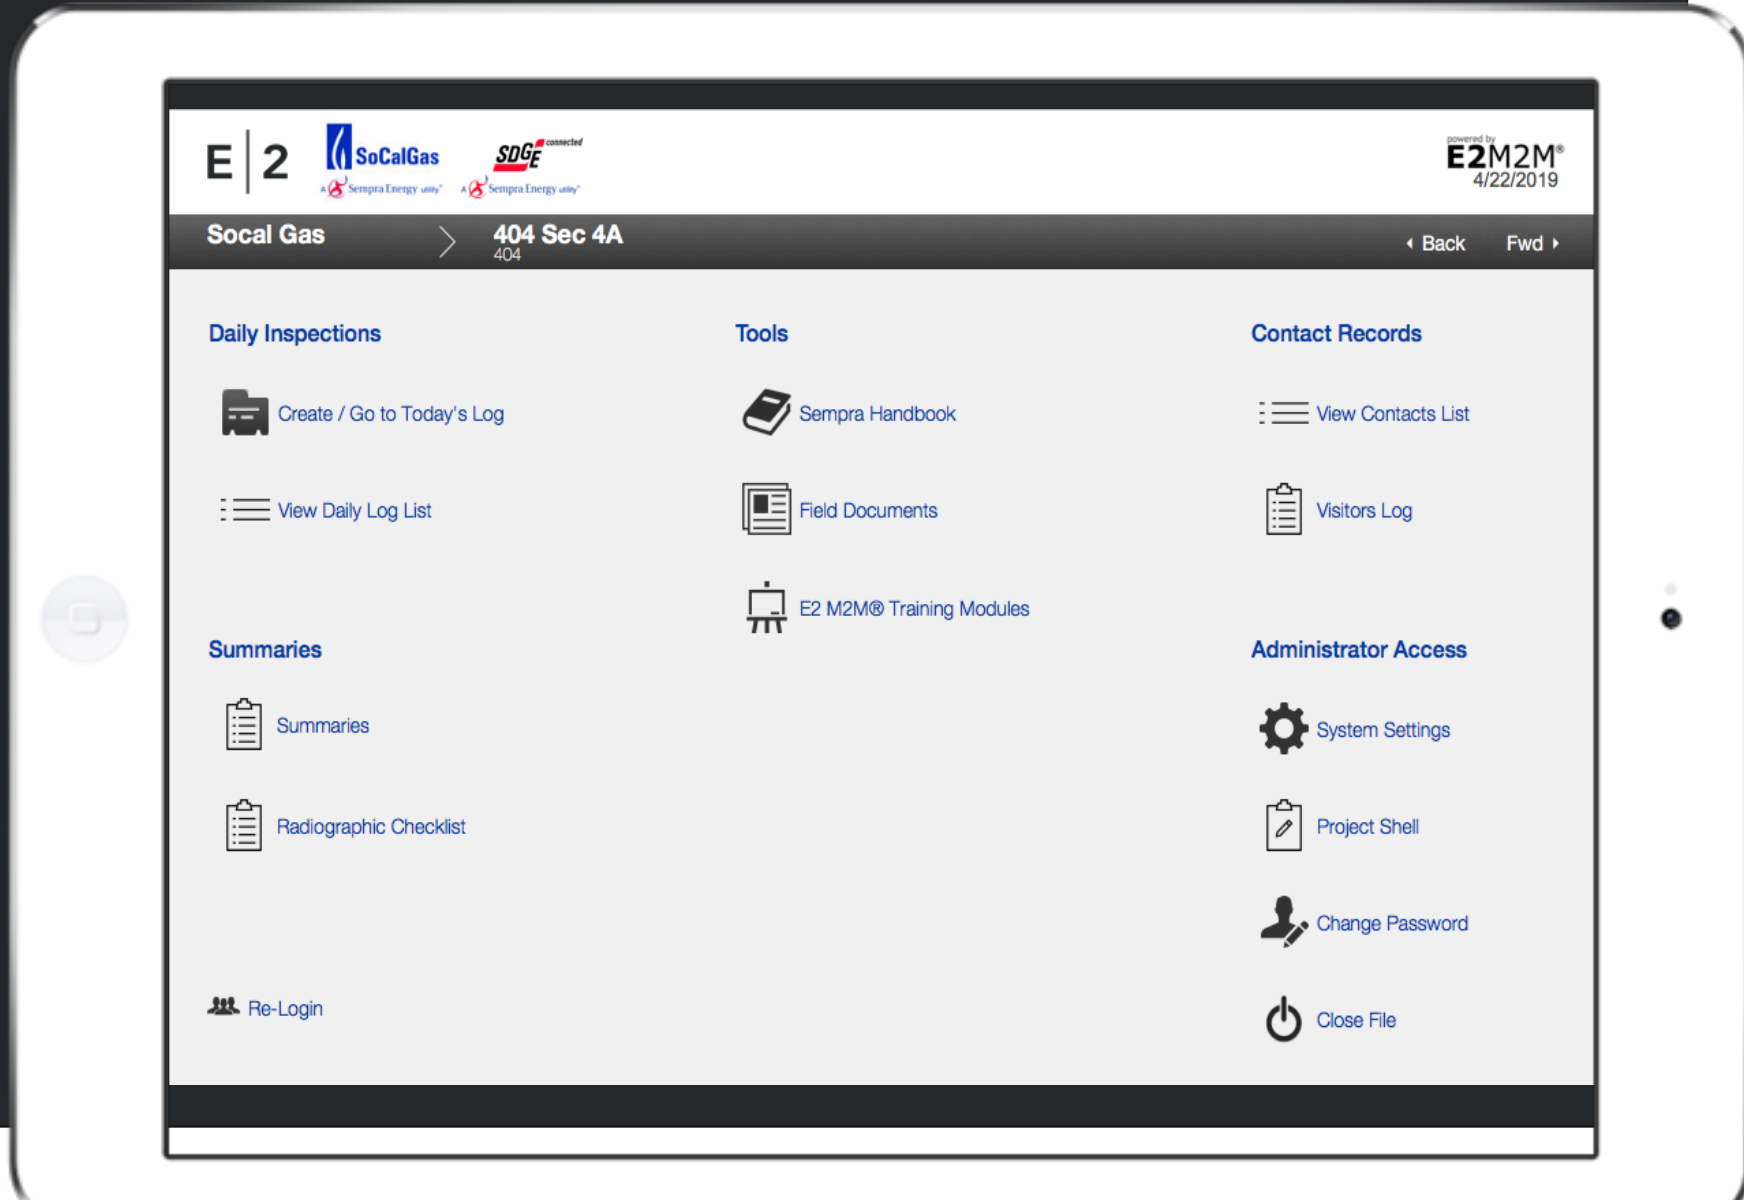 E|2
SoCalGas
A Sempra Energy utility™
connected
SDGE
A Sempra Energy utility™
powered by
E2M2M®
4/22/2019
Socal Gas
404 Sec 4A
404
Back
Fwd
Daily Inspections
Create / Go to Today's Log
View Daily Log List
Tools
Sempra Handbook
Field Documents
E2 M2M® Training Modules
Contact Records
View Contacts List
Visitors Log
Summaries
Summaries
Radiographic Checklist
Administrator Access
System Settings
Project Shell
Change Password
Close File
Re-Login